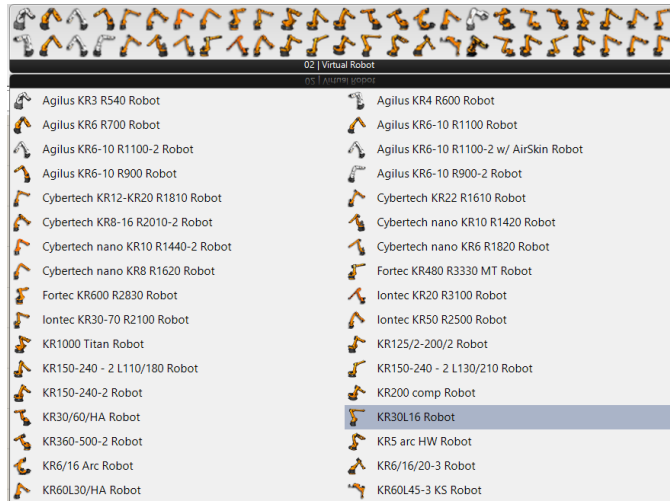 02 | Virtual Robot
02 | Virtual Robot
Agilus KR3 R540 Robot
Agilus KR4 R600 Robot
Agilus KR6 R700 Robot
Agilus KR6-10 R1100 Robot
Agilus KR6-10 R1100-2 Robot
Agilus KR6-10 R1100-2 w/ AirSkin Robot
Agilus KR6-10 R900 Robot
Agilus KR6-10 R900-2 Robot
Cybertech KR12-KR20 R1810 Robot
Cybertech KR22 R1610 Robot
Cybertech KR8-16 R2010-2 Robot
Cybertech nano KR10 R1420 Robot
Cybertech nano KR10 R1440-2 Robot
Cybertech nano KR6 R1820 Robot
Cybertech nano KR8 R1620 Robot
Fortec KR480 R3330 MT Robot
Fortec KR600 R2830 Robot
Iontec KR20 R3100 Robot
Iontec KR30-70 R2100 Robot
Iontec KR50 R2500 Robot
KR1000 Titan Robot
KR125/2-200/2 Robot
KR150-240 - 2 L110/180 Robot
KR150-240 - 2 L130/210 Robot
KR150-240-2 Robot
KR200 comp Robot
KR30/60/HA Robot
KR30L16 Robot
KR360-500-2 Robot
KR5 arc HW Robot
KR6/16 Arc Robot
KR6/16/20-3 Robot
KR60L30/HA Robot
KR60L45-3 KS Robot